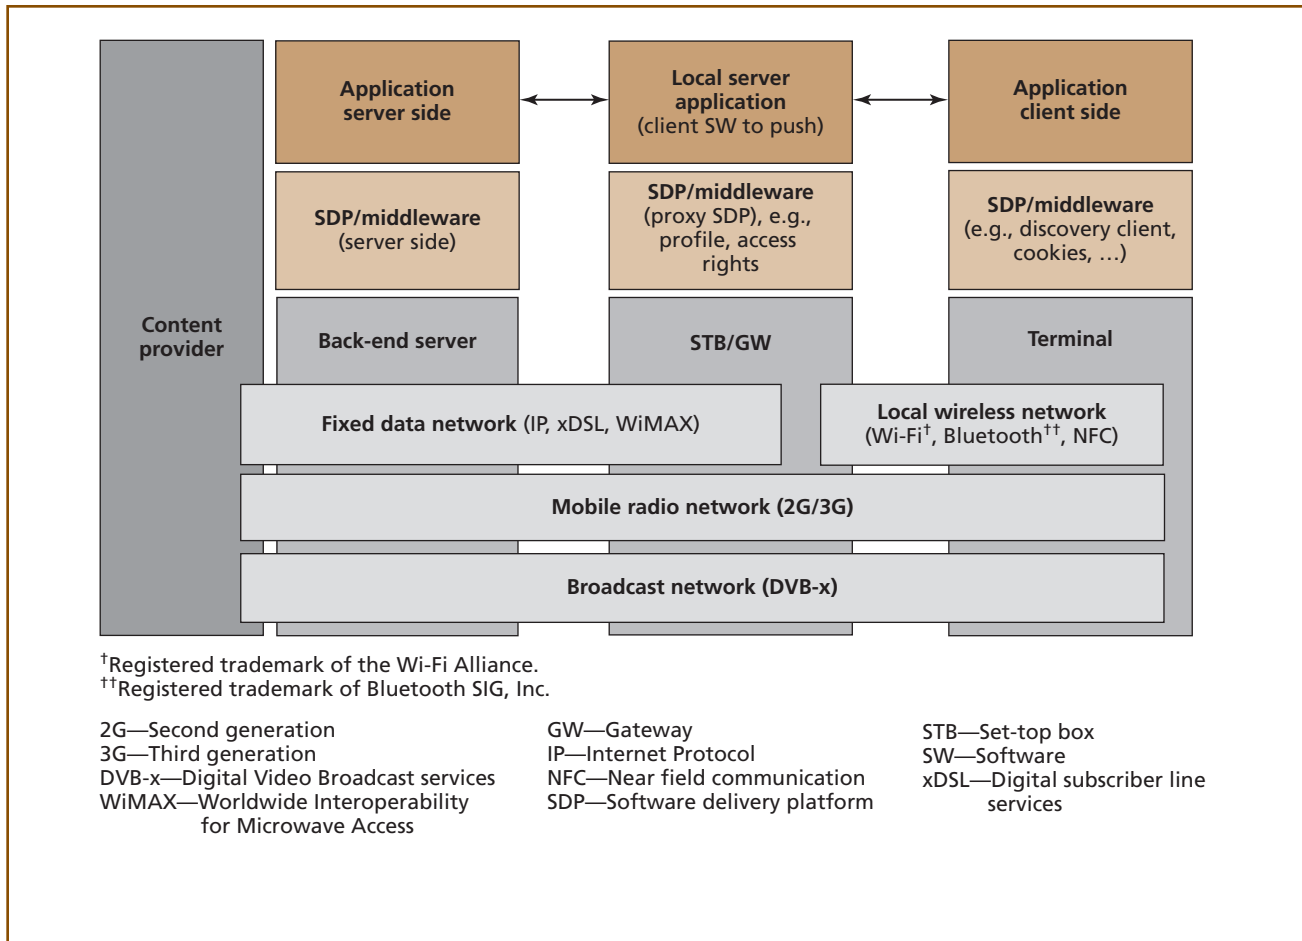 Application
server side
Local server
application
(client SW to push)
Application
client side
SDP/middleware
(server side)
SDP/middleware
(proxy SDP), e.g.,
profile, access
rights
SDP/middleware
(e.g., discovery client,
cookies, …)
Content
provider
Back-end server
STB/GW
Terminal
Fixed data network (IP, xDSL, WiMAX)
Local wireless network
(Wi-Fi†, Bluetooth††, NFC)
Mobile radio network (2G/3G)
Broadcast network (DVB-x)
†Registered trademark of the Wi-Fi Alliance.
††Registered trademark of Bluetooth SIG, Inc.
2G—Second generation
3G—Third generation
DVB-x—Digital Video Broadcast services
WiMAX—Worldwide Interoperability
for Microwave Access
GW—Gateway
IP—Internet Protocol
NFC—Near field communication
SDP—Software delivery platform
STB—Set-top box
SW—Software
xDSL—Digital subscriber line
services